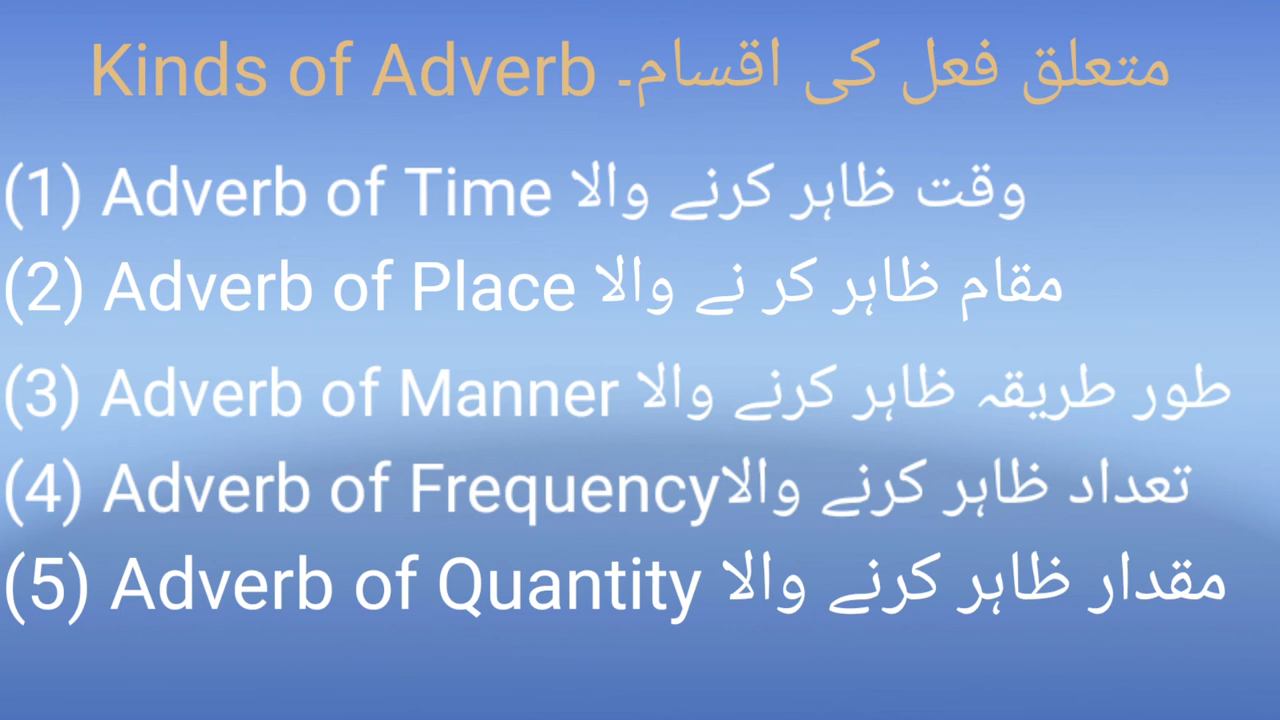 Kinds of Adverb متعلق فعل کی اقسام۔
(1) Adverb of Time وقت ظاہر کرنے والا
(2) Adverb of Place مقام ظاہر کر نے والا
(3) Adverb of Manner طور طریقہ ظاہر کرنے والا
(4) Adverb of Frequencyتعداد ظاہر کرنے والا
(5) Adverb of Quantity مقدار ظاہر کرنے والا